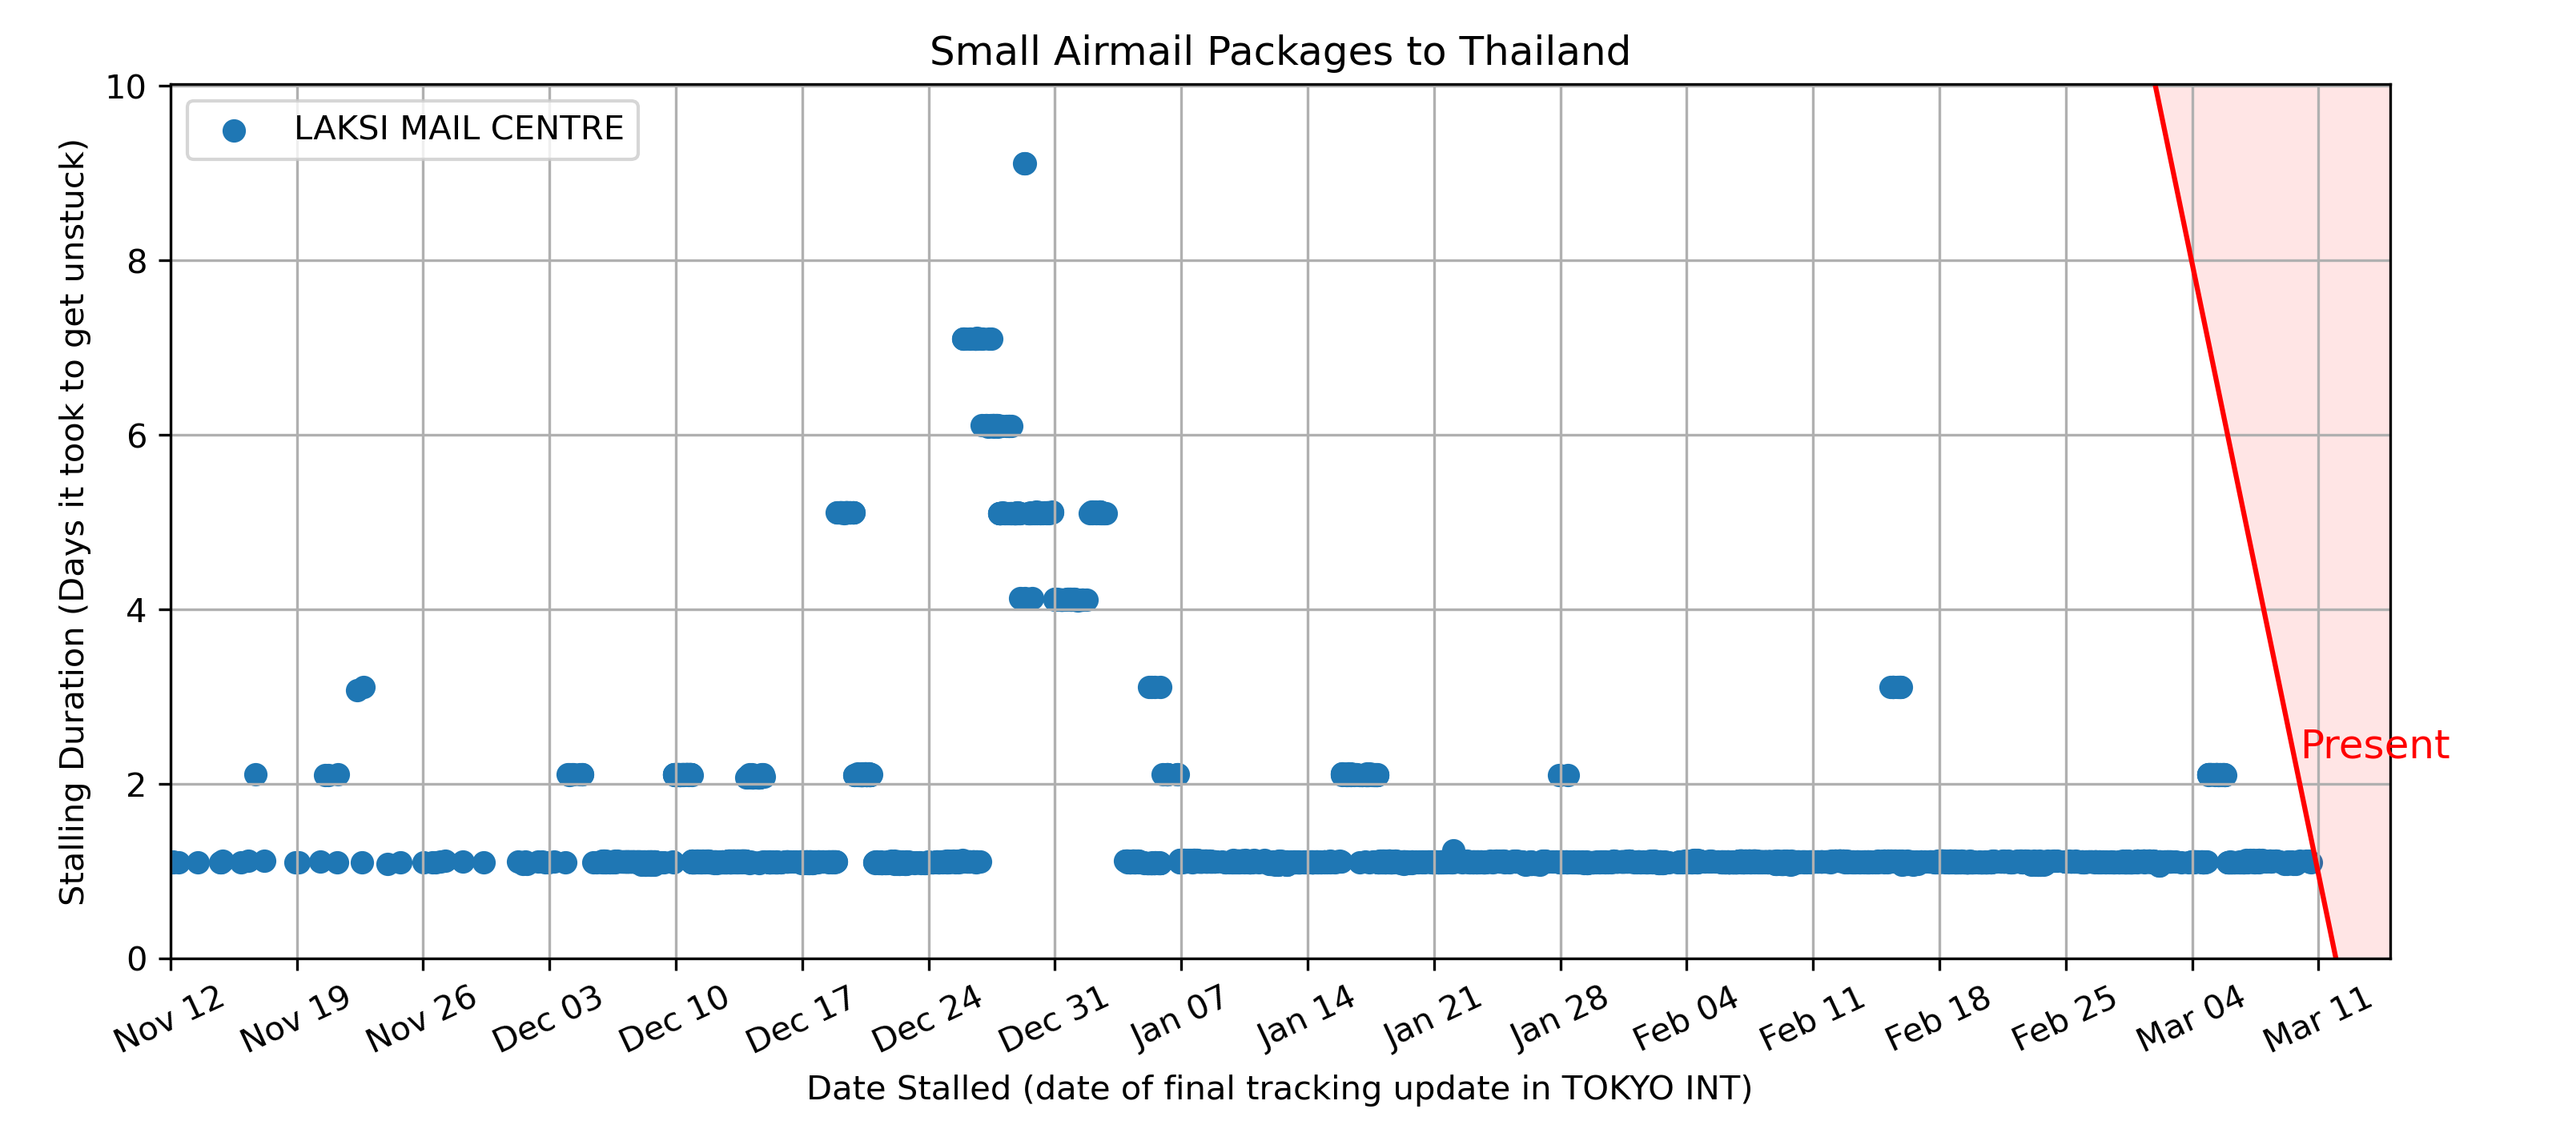 Small Airmail Packages to Thailand
LAKSI MAIL CENTRE
Stalling Duration (Days it took to get unstuck)
10
8
6
4
2
0
Present
Nov 12
Nov 19
Nov 26
Dec 03
Dec 10
Dec 17
Dec 24
Dec 31
Jan 07
Jan 14
Jan 21
Jan 28
Feb 04
Feb 11
Feb 18
Feb 25
Mar 04
Mar 11
Date Stalled (date of final tracking update in TOKYO INT)